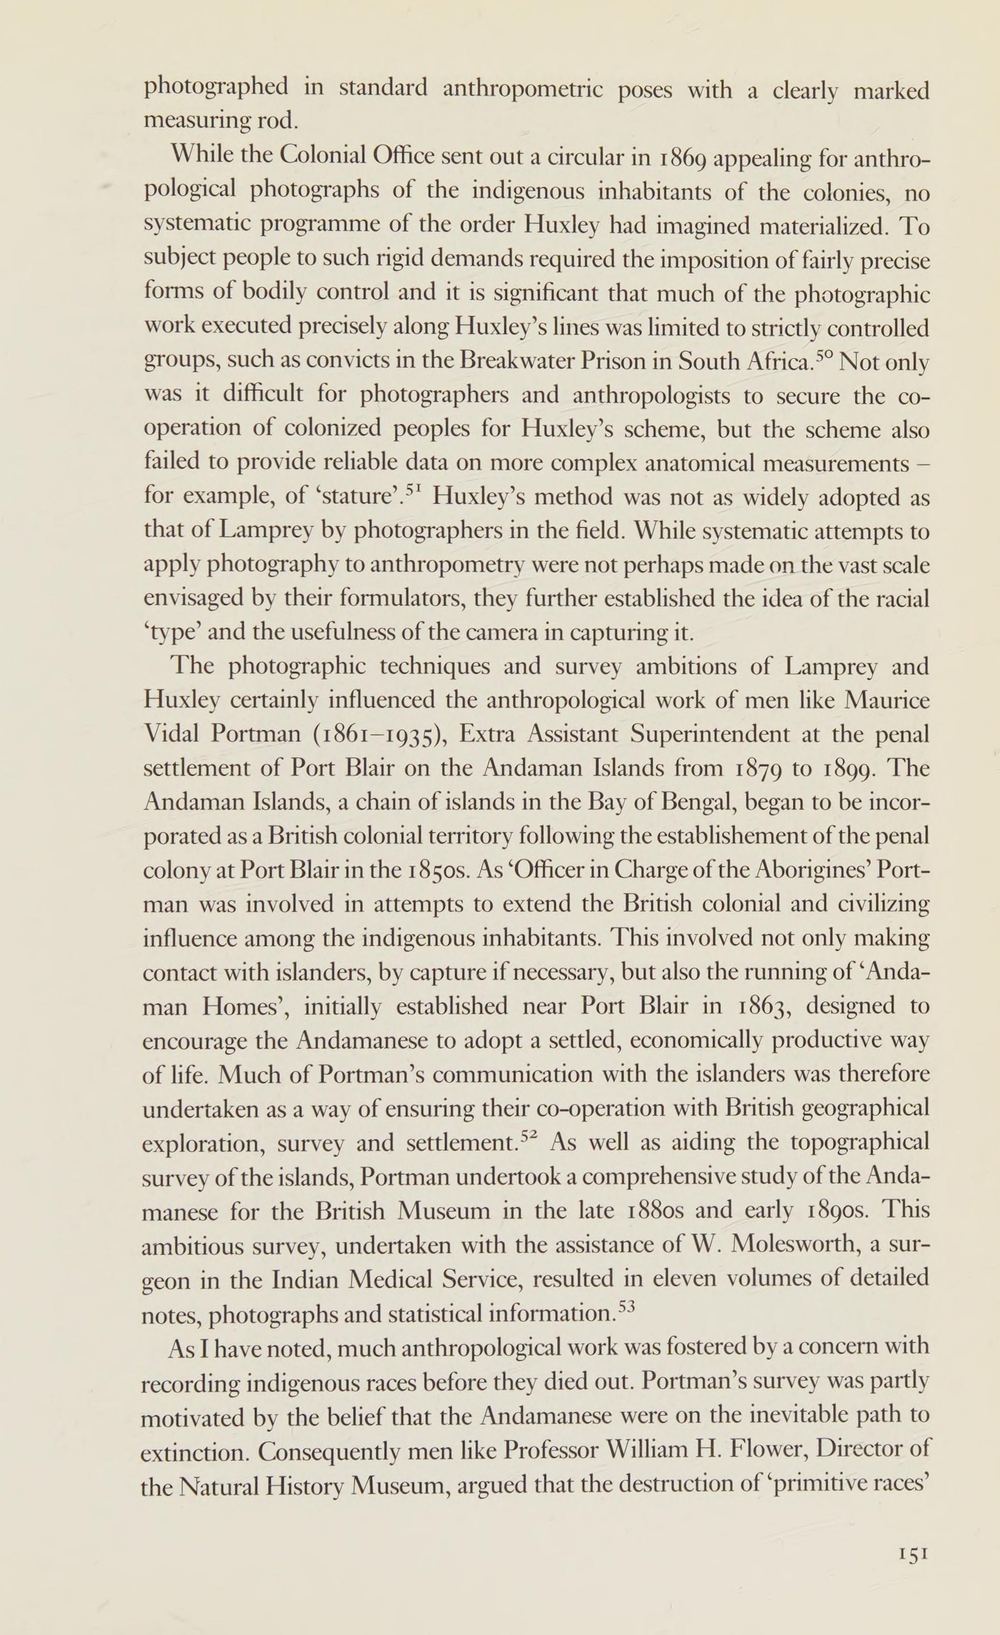 photographed in standard anthropometric poses with a clearly marked
measuring rod.
While the Colonial Office sent out a circular in 1869 appealing for anthro-
pological photographs of the indigenous inhabitants of the colonies, no
systematic programme of the order Huxley had imagined materialized. To
subject people to such rigid demands required the imposition of fairly precise
forms of bodily control and it is significant that much of the photographic
work executed precisely along Huxley’s lines was limited to strictly controlled
groups, such as convicts in the Breakwater Prison in South Africa.⁵⁰ Not only
was it difficult for photographers and anthropologists to secure the co-
operation of colonized peoples for Huxley’s scheme, but the scheme also
failed to provide reliable data on more complex anatomical measurements –
for example, of ‘stature’.⁵¹ Huxley’s method was not as widely adopted as
that of Lamprey by photographers in the field. While systematic attempts to
apply photography to anthropometry were not perhaps made on the vast scale
envisaged by their formulators, they further established the idea of the racial
‘type’ and the usefulness of the camera in capturing it.
The photographic techniques and survey ambitions of Lamprey and
Huxley certainly influenced the anthropological work of men like Maurice
Vidal Portman (1861–1935), Extra Assistant Superintendent at the penal
settlement of Port Blair on the Andaman Islands from 1879 to 1899. The
Andaman Islands, a chain of islands in the Bay of Bengal, began to be incor-
porated as a British colonial territory following the establishement of the penal
colony at Port Blair in the 1850s. As ‘Officer in Charge of the Aborigines’ Port-
man was involved in attempts to extend the British colonial and civilizing
influence among the indigenous inhabitants. This involved not only making
contact with islanders, by capture if necessary, but also the running of ‘Anda-
man Homes’, initially established near Port Blair in 1863, designed to
encourage the Andamanese to adopt a settled, economically productive way
of life. Much of Portman’s communication with the islanders was therefore
undertaken as a way of ensuring their co-operation with British geographical
exploration, survey and settlement.⁵² As well as aiding the topographical
survey of the islands, Portman undertook a comprehensive study of the Anda-
manese for the British Museum in the late 1880s and early 1890s. This
ambitious survey, undertaken with the assistance of W. Molesworth, a sur-
geon in the Indian Medical Service, resulted in eleven volumes of detailed
notes, photographs and statistical information.⁵³
As I have noted, much anthropological work was fostered by a concern with
recording indigenous races before they died out. Portman’s survey was partly
motivated by the belief that the Andamanese were on the inevitable path to
extinction. Consequently men like Professor William H. Flower, Director of
the Natural History Museum, argued that the destruction of ‘primitive races’
151